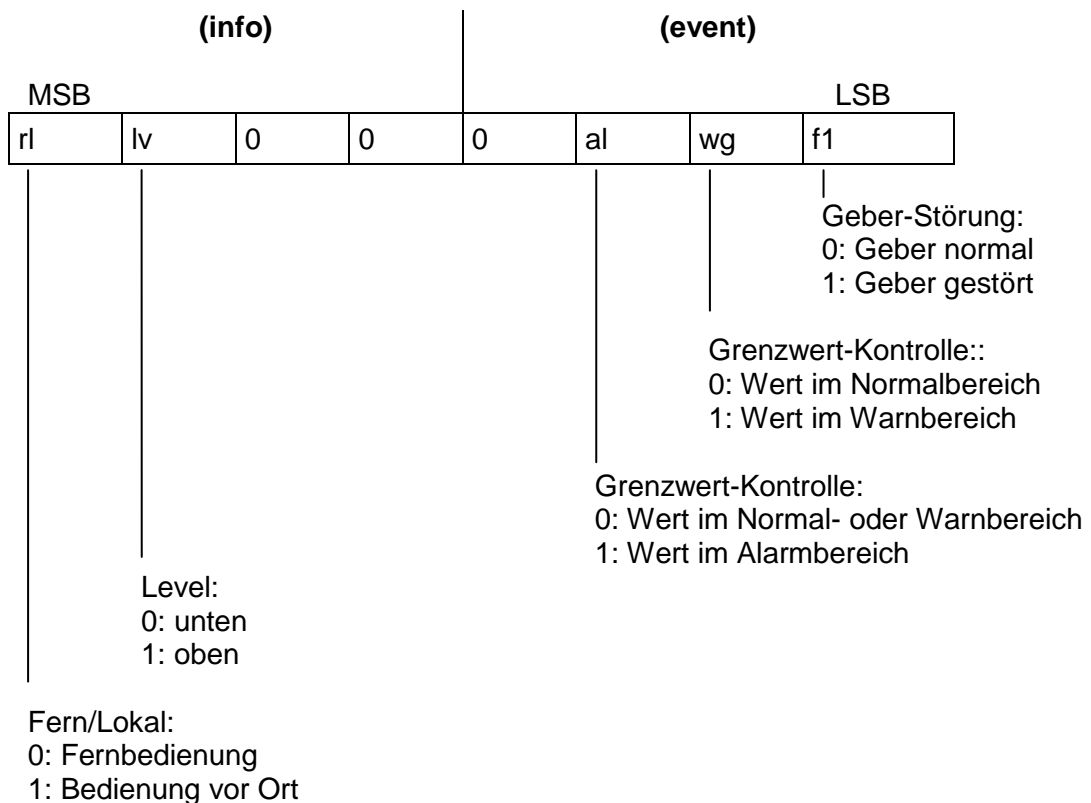 (info) (event)
MSB LSB
rl lv 0 0 0 al wg f1
Geber-Störung:
0: Geber normal
1: Geber gestört
Grenzwert-Kontrolle::
0: Wert im Normalbereich
1: Wert im Warnbereich
Grenzwert-Kontrolle:
0: Wert im Normal- oder Warnbereich
1: Wert im Alarmbereich
Level:
0: unten
1: oben
Fern/Lokal:
0: Fernbedienung
1: Bedienung vor Ort